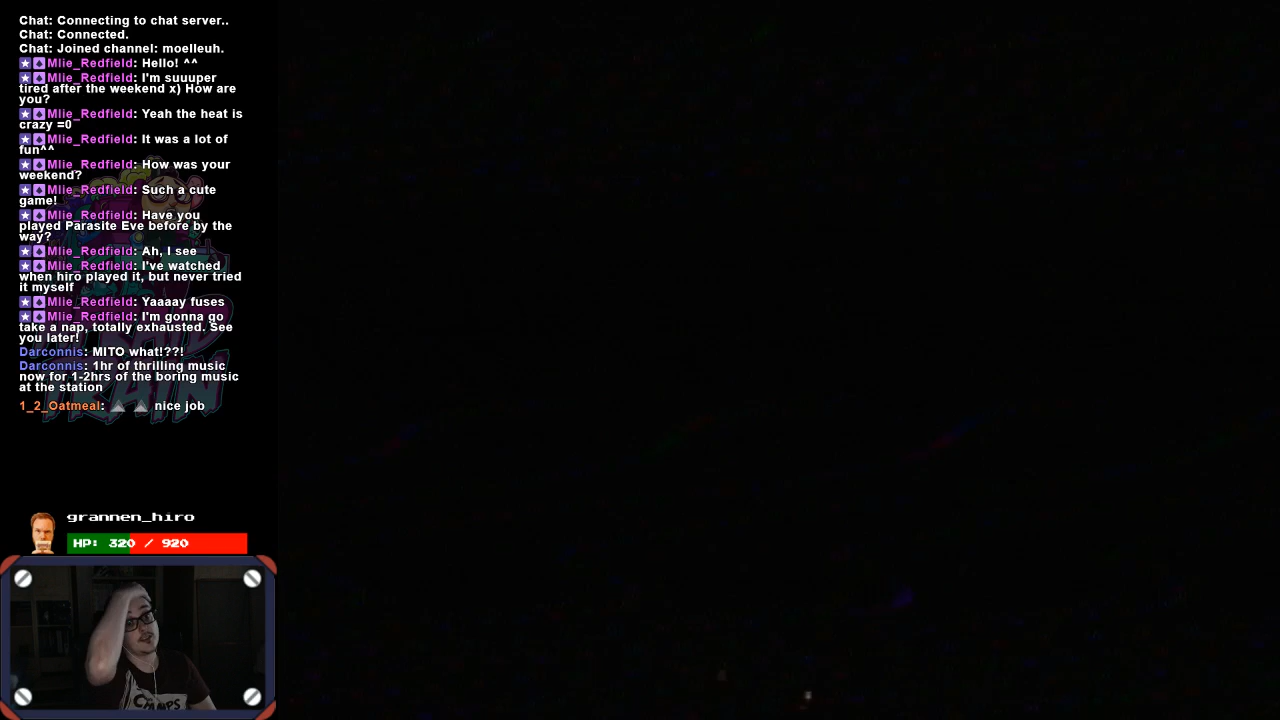 Chat: Connecting to chat server..
Chat: Connected.
Chat: Joined channel: moelleuh.
Mlie_Redfield: Hello! ^^
Mlie_Redfield: I'm suuuper
tired after the weekend x) How are
you?
Mlie_Redfield: Yeah the heat is
crazy =0
Mlie_Redfield: It was a lot of
fun^^
Mlie_Redfield: How was your
weekend?
Mlie_Redfield: Such a cute
game!
Mlie_Redfield: Have you
played Parasite Eve before by the
way?
Mlie_Redfield: Ah, I see
Mlie_Redfield: I've watched
when hiro played it, but never tried
it myself
Mlie_Redfield: Yaaaay fuses
Mlie_Redfield: I'm gonna go
take a nap, totally exhausted. See
you later!
Darconnis: MITO what!??!
Darconnis: 1hr of thrilling music
now for 1-2hrs of the boring music
at the station
1_2_Oatmeal: nice job
TRAIN
grannen_hiro
HP: 320 / 920